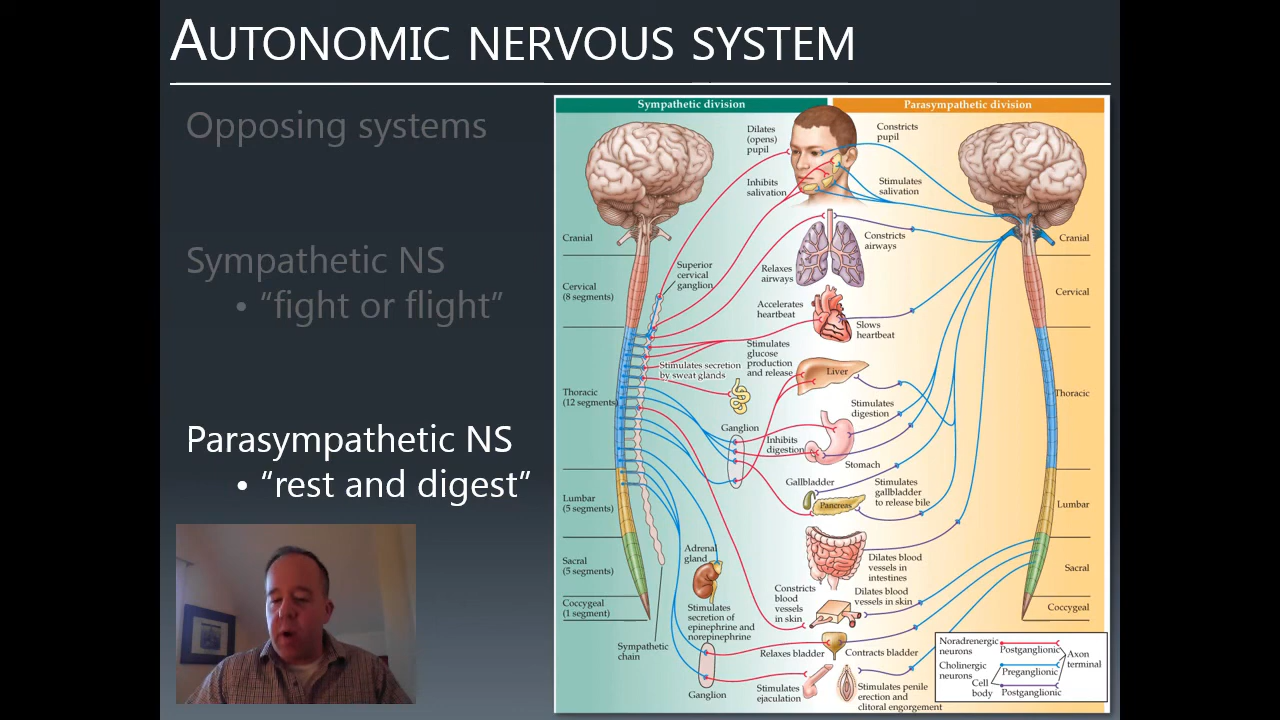 AUTONOMIC NERVOUS SYSTEM
Opposing systems
Sympathetic NS
• “fight or flight”
Parasympathetic NS
• “rest and digest”
Sympathetic division
Parasympathetic division
Dilates
(opens)
pupil
Constricts
pupil
Inhibits
salivation
Stimulates
salivation
Cranial
Constricts
airways
Cranial
Superior
cervical
ganglion
Relaxes
airways
Cervical
(8 segments)
Cervical
Accelerates
heartbeat
Slows
heartbeat
Stimulates
glucose
production
and release
Stimulates secretion
by sweat glands
Liver
Thoracic
(12 segments)
Thoracic
Stimulates
digestion
Ganglion
Inhibits
digestion
Stomach
Gallbladder
Stimulates
gallbladder
to release bile
Pancreas
Lumbar
(5 segments)
Lumbar
Adrenal
gland
Dilates blood
vessels in
intestines
Sacral
(5 segments)
Sacral
Constricts
blood
vessels
in skin
Dilates blood
vessels in skin
Coccygeal
(1 segment)
Coccygeal
Stimulates
secretion of
epinephrine and
norepinephrine
Sympathetic
chain
Relaxes bladder
Contracts bladder
Ganglion
Stimulates
ejaculation
Stimulates penile
erection and
clitoral engorgement
Noradrenergic
neurons
Postganglionic
Axon
terminal
Cholinergic
neurons
Preganglionic
Cell
body
Postganglionic